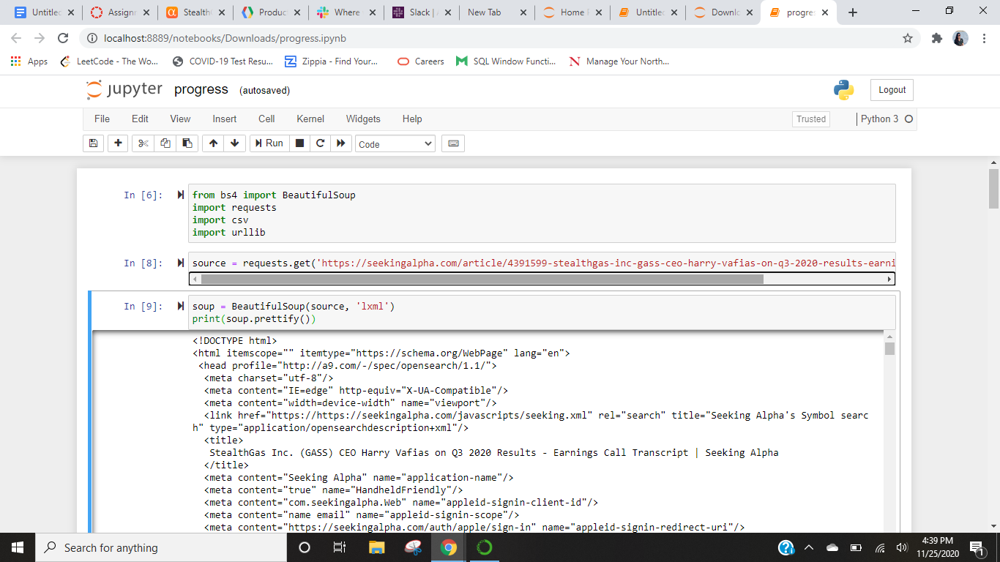 Untitled
Assignm
Stealth
Product
Where
Slack |
New Tab
Home
Untitled
Downlo
progres
localhost:8889/notebooks/Downloads/progress.ipynb
Apps
LeetCode - The Wo...
COVID-19 Test Resu...
Zippia - Find Your...
Careers
SQL Window Functi...
Manage Your North...
jupyter progress (autosaved)
Logout
File Edit View Insert Cell Kernel Widgets Help
Trusted
Python 3
Run
Code
In [6]:
from bs4 import BeautifulSoup
import requests
import csv
import urllib
In [8]:
source = requests.get('https://seekingalpha.com/article/4391599-stealthgas-inc-gass-ceo-harry-vafias-on-q3-2020-results-earni
In [9]:
soup = BeautifulSoup(source, 'lxml')
print(soup.prettify())
<!DOCTYPE html>
<html itemscope="" itemtype="https://schema.org/WebPage" lang="en">
<head profile="http://a9.com/-/spec/opensearch/1.1/">
<meta charset="utf-8"/>
<meta content="IE=edge" http-equiv="X-UA-Compatible"/>
<meta content="width=device-width" name="viewport"/>
<link href="https://https://seekingalpha.com/javascripts/seeking.xml" rel="search" title="Seeking Alpha's Symbol searc
h" type="application/opensearchdescription+xml"/>
<title>
StealthGas Inc. (GASS) CEO Harry Vafias on Q3 2020 Results - Earnings Call Transcript | Seeking Alpha
</title>
<meta content="Seeking Alpha" name="application-name"/>
<meta content="true" name="HandheldFriendly"/>
<meta content="com.seekingalpha.Web" name="appleid-signin-client-id"/>
<meta content="name email" name="appleid-signin-scope"/>
<meta content="https://seekingalpha.com/auth/apple/sign-in" name="appleid-signin-redirect-uri"/>
Search for anything
4:39 PM
11/25/2020
1